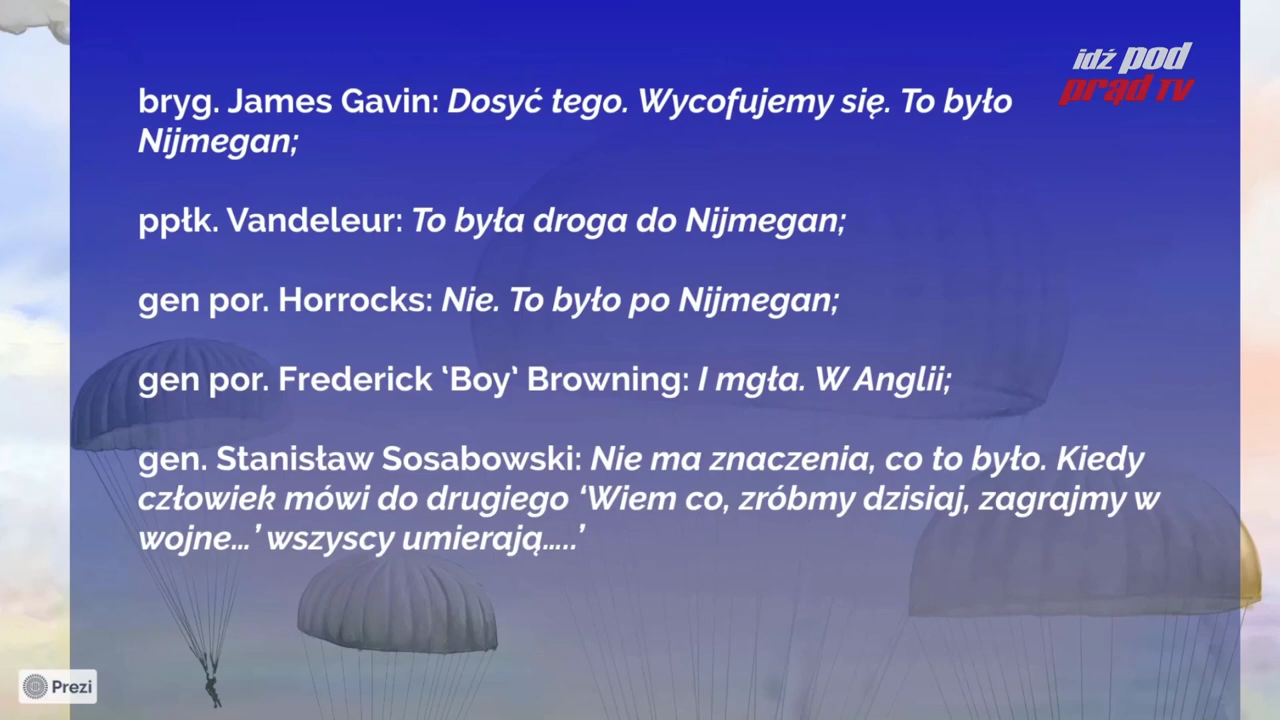 idź pod
prąd TV
bryg. James Gavin: Dosyć tego. Wycofujemy się. To było
Nijmegan;
ppłk. Vandeleur: To była droga do Nijmegan;
gen por. Horrocks: Nie. To było po Nijmegan;
gen por. Frederick ‘Boy’ Browning: I mgła. W Anglii;
gen. Stanisław Sosabowski: Nie ma znaczenia, co to było. Kiedy
człowiek mówi do drugiego ‘Wiem co, zróbmy dzisiaj, zagrajmy w
wojne…’ wszyscy umierają…..’
Prezi